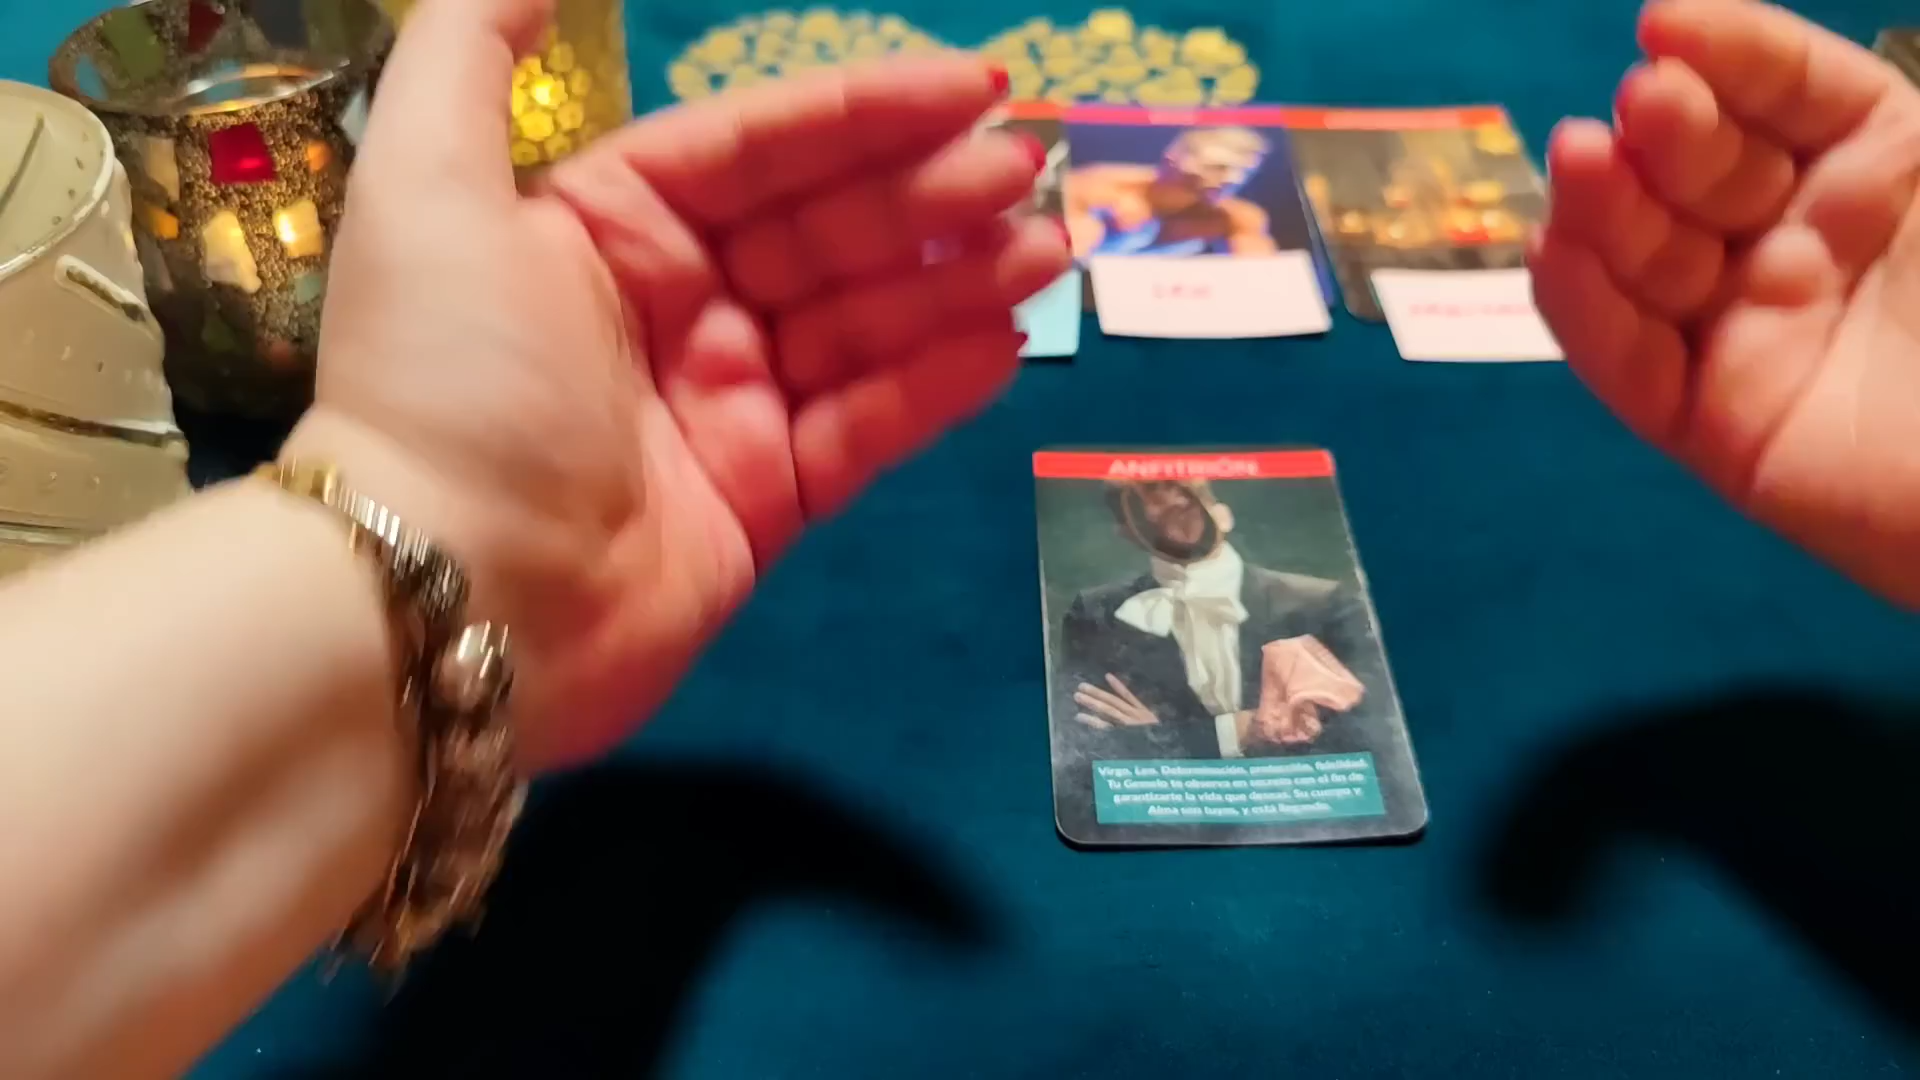 LEO
ANFITRIÓN
Virgo, Leo. Determinación, protección, fidelidad.
Tu Gemelo te observa en secreto con el fin de
garantizarte la vida que deseas. Su cuerpo y
Alma son tuyos, y está llegando.